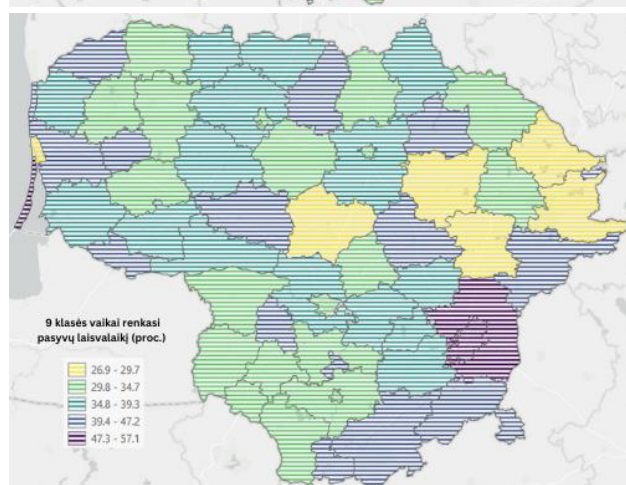 9 klasės vaikai renkasi
pasyvų laisvalaikį (proc.)
26.9 - 29.7
29.8 - 34.7
34.8 - 39.3
39.4 - 47.2
47.3 - 57.1